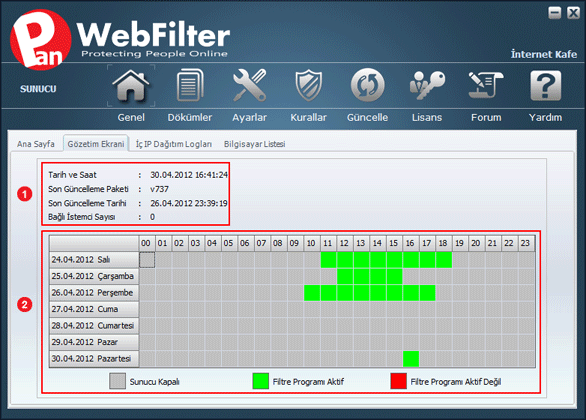 Pan WebFilter
Protecting People Online
İnternet Kafe
SUNUCU
Genel Dökümler Ayarlar Kurallar Güncelle Lisans Forum Yardım
Ana Sayfa Gözetim Ekrani İç IP Dağıtım Logları Bilgisayar Listesi
1
Tarih ve Saat : 30.04.2012 16:41:24
Son Güncelleme Paketi : v737
Son Güncelleme Tarihi : 26.04.2012 23:39:19
Bağlı İstemci Sayısı : 0
00 01 02 03 04 05 06 07 08 09 10 11 12 13 14 15 16 17 18 19 20 21 22 23
24.04.2012 Salı
25.04.2012 Çarşamba
26.04.2012 Perşembe
2
27.04.2012 Cuma
28.04.2012 Cumartesi
29.04.2012 Pazar
30.04.2012 Pazartesi
Sunucu Kapalı Filtre Programı Aktif Filtre Programı Aktif Değil